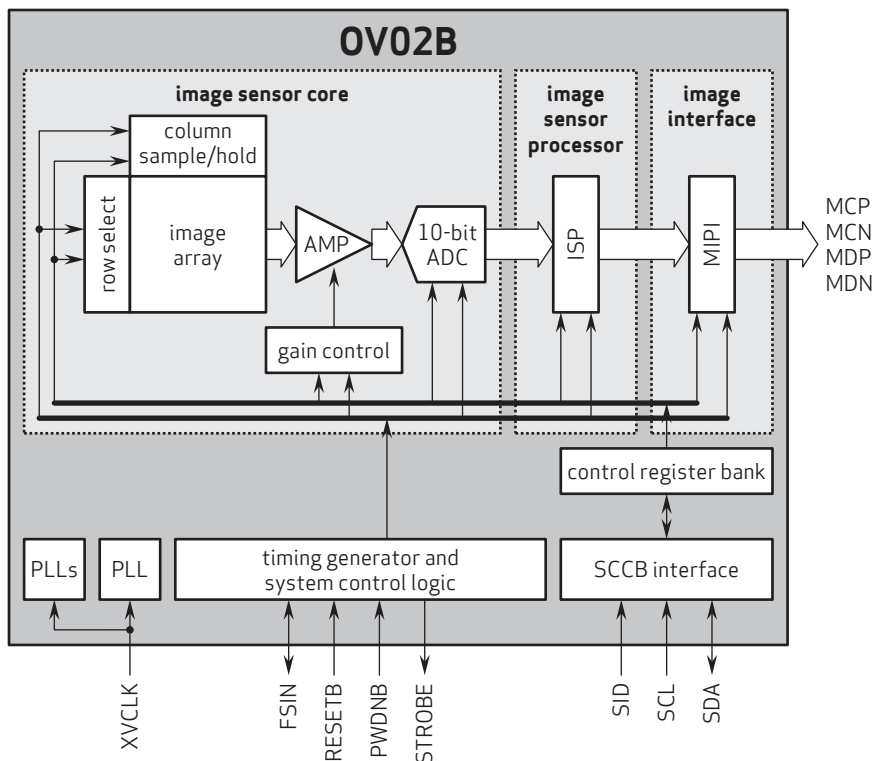 OV02B
image sensor core
image
sensor
processor
image
interface
column
sample/hold
row select
image
array
AMP
10-bit
ADC
ISP
MIPI
MCP
MCN
MDP
MDN
gain control
control register bank
PLLs
PLL
timing generator and
system control logic
SCCB interface
XVCLK
FSIN
RESETB
PWDNB
STROBE
SID
SCL
SDA